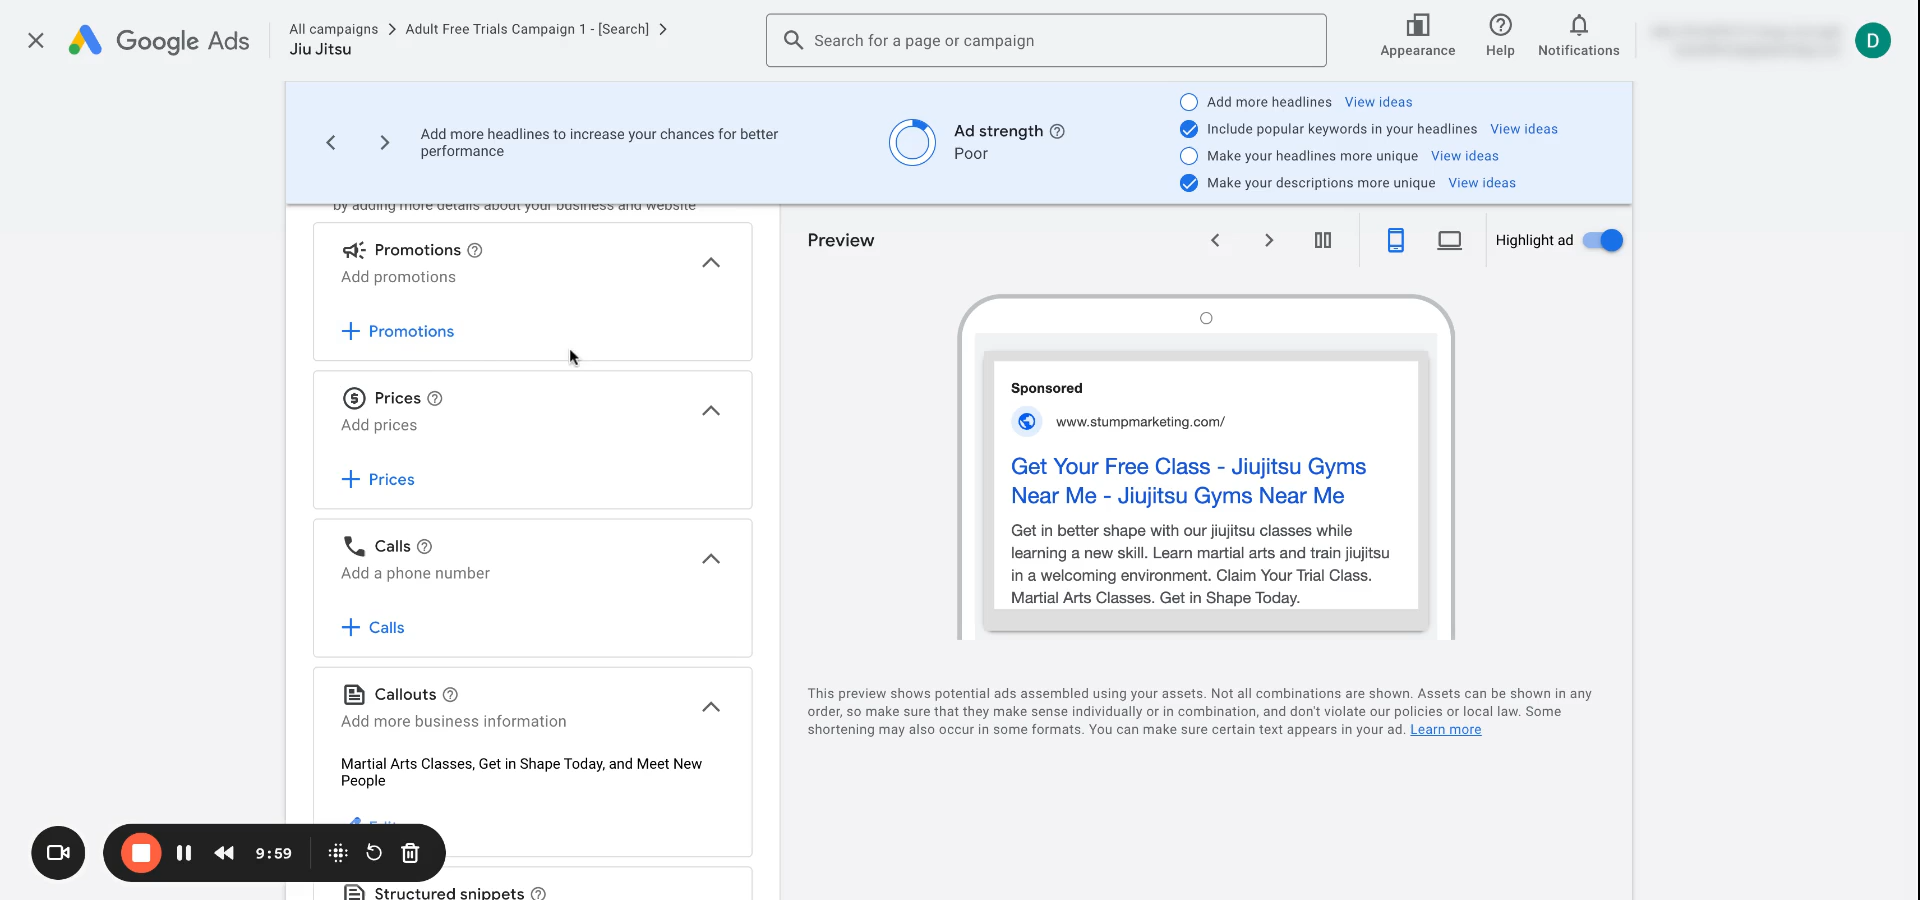 Google Ads
All campaigns > Adult Free Trials Campaign 1 - [Search] >
Jiu Jitsu
Search for a page or campaign
Appearance
Help
Notifications
D
Add more headlines to increase your chances for better
performance
Ad strength
Poor
Add more headlines View ideas
Include popular keywords in your headlines View ideas
Make your headlines more unique View ideas
Make your descriptions more unique View ideas
by adding more details about your business and website
Promotions
Add promotions
+ Promotions
Prices
Add prices
+ Prices
Calls
Add a phone number
+ Calls
Callouts
Add more business information
Martial Arts Classes, Get in Shape Today, and Meet New
People
Edit
Structured snippets
9:59
Preview
Highlight ad
Sponsored
www.stumpmarketing.com/
Get Your Free Class - Jiujitsu Gyms
Near Me - Jiujitsu Gyms Near Me
Get in better shape with our jiujitsu classes while
learning a new skill. Learn martial arts and train jiujitsu
in a welcoming environment. Claim Your Trial Class.
Martial Arts Classes. Get in Shape Today.
This preview shows potential ads assembled using your assets. Not all combinations are shown. Assets can be shown in any
order, so make sure that they make sense individually or in combination, and don't violate our policies or local law. Some
shortening may also occur in some formats. You can make sure certain text appears in your ad. Learn more